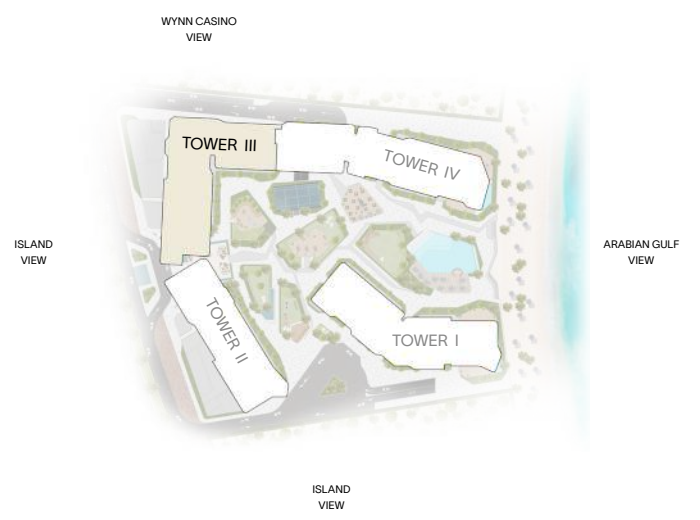 WYNN CASINO
VIEW
TOWER III
TOWER IV
ISLAND
VIEW
ARABIAN GULF
VIEW
TOWER II
TOWER I
ISLAND
VIEW